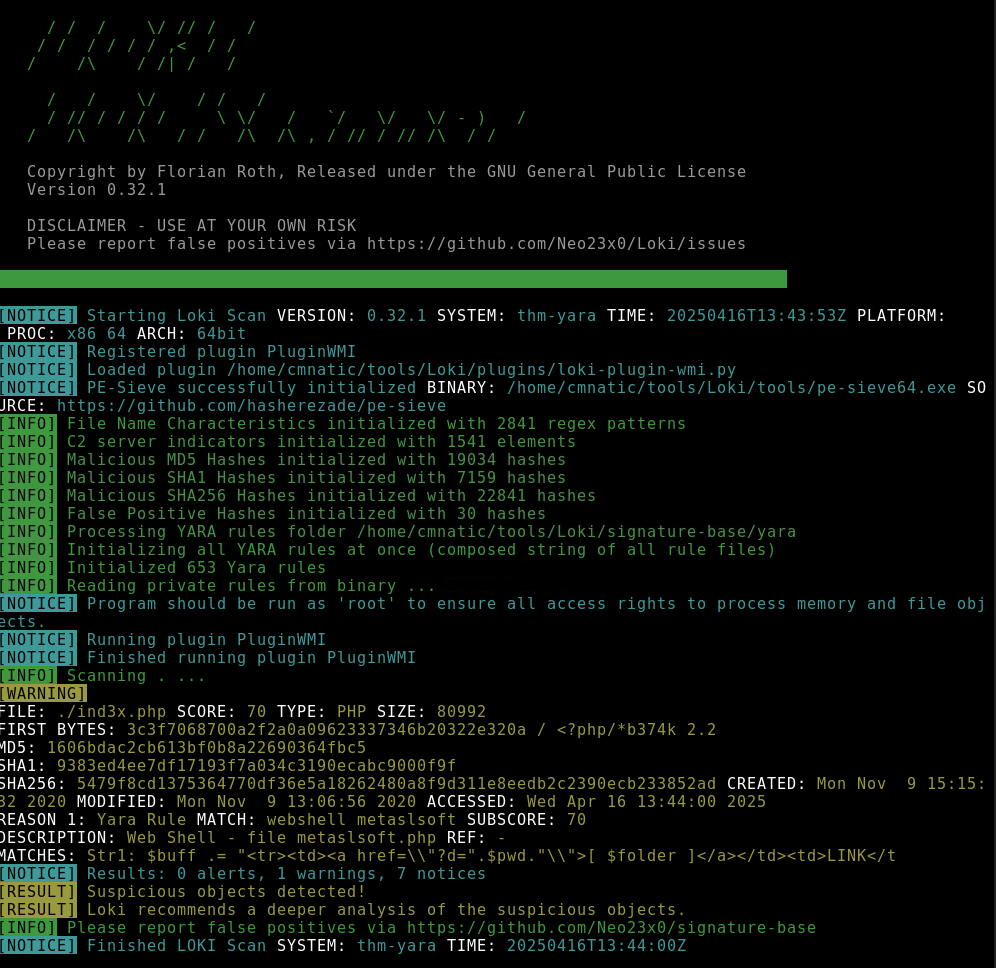 / /  /    \/ // /   /
/ /  / / / / ,<  / /
/    /\    / /| /   /
/   /    \/    / /   /
/ // / / / /     \ \/   /   `/   \/   \/ - )   /
/   /\    /\   / /   /\  /\ , / // / // /\  / /
Copyright by Florian Roth, Released under the GNU General Public License
Version 0.32.1
DISCLAIMER - USE AT YOUR OWN RISK
Please report false positives via https://github.com/Neo23x0/Loki/issues
[NOTICE] Starting Loki Scan VERSION: 0.32.1 SYSTEM: thm-yara TIME: 20250416T13:43:53Z PLATFORM:
PROC: x86 64 ARCH: 64bit
[NOTICE] Registered plugin PluginWMI
[NOTICE] Loaded plugin /home/cmnatic/tools/Loki/plugins/loki-plugin-wmi.py
[NOTICE] PE-Sieve successfully initialized BINARY: /home/cmnatic/tools/Loki/tools/pe-sieve64.exe SO
URCE: https://github.com/hasherezade/pe-sieve
[INFO] File Name Characteristics initialized with 2841 regex patterns
[INFO] C2 server indicators initialized with 1541 elements
[INFO] Malicious MD5 Hashes initialized with 19034 hashes
[INFO] Malicious SHA1 Hashes initialized with 7159 hashes
[INFO] Malicious SHA256 Hashes initialized with 22841 hashes
[INFO] False Positive Hashes initialized with 30 hashes
[INFO] Processing YARA rules folder /home/cmnatic/tools/Loki/signature-base/yara
[INFO] Initializing all YARA rules at once (composed string of all rule files)
[INFO] Initialized 653 Yara rules
[INFO] Reading private rules from binary ...
[NOTICE] Program should be run as 'root' to ensure all access rights to process memory and file obj
ects.
[NOTICE] Running plugin PluginWMI
[NOTICE] Finished running plugin PluginWMI
[INFO] Scanning . ...
[WARNING]
FILE: ./ind3x.php SCORE: 70 TYPE: PHP SIZE: 80992
FIRST BYTES: 3c3f7068700a2f2a0a09623337346b20322e320a / <?php/*b374k 2.2
MD5: 1606bdac2cb613bf0b8a22690364fbc5
SHA1: 9383ed4ee7df17193f7a034c3190ecabc9000f9f
SHA256: 5479f8cd1375364770df36e5a18262480a8f9d311e8eedb2c2390ecb233852ad CREATED: Mon Nov  9 15:15:
32 2020 MODIFIED: Mon Nov  9 13:06:56 2020 ACCESSED: Wed Apr 16 13:44:00 2025
REASON 1: Yara Rule MATCH: webshell metaslsoft SUBSCORE: 70
DESCRIPTION: Web Shell - file metaslsoft.php REF: -
MATCHES: Str1: $buff .= "<tr><td><a href=\\"?d=".$pwd."\\">[ $folder ]</a></td><td>LINK</t
[NOTICE] Results: 0 alerts, 1 warnings, 7 notices
[RESULT] Suspicious objects detected!
[RESULT] Loki recommends a deeper analysis of the suspicious objects.
[INFO] Please report false positives via https://github.com/Neo23x0/signature-base
[NOTICE] Finished LOKI Scan SYSTEM: thm-yara TIME: 20250416T13:44:00Z